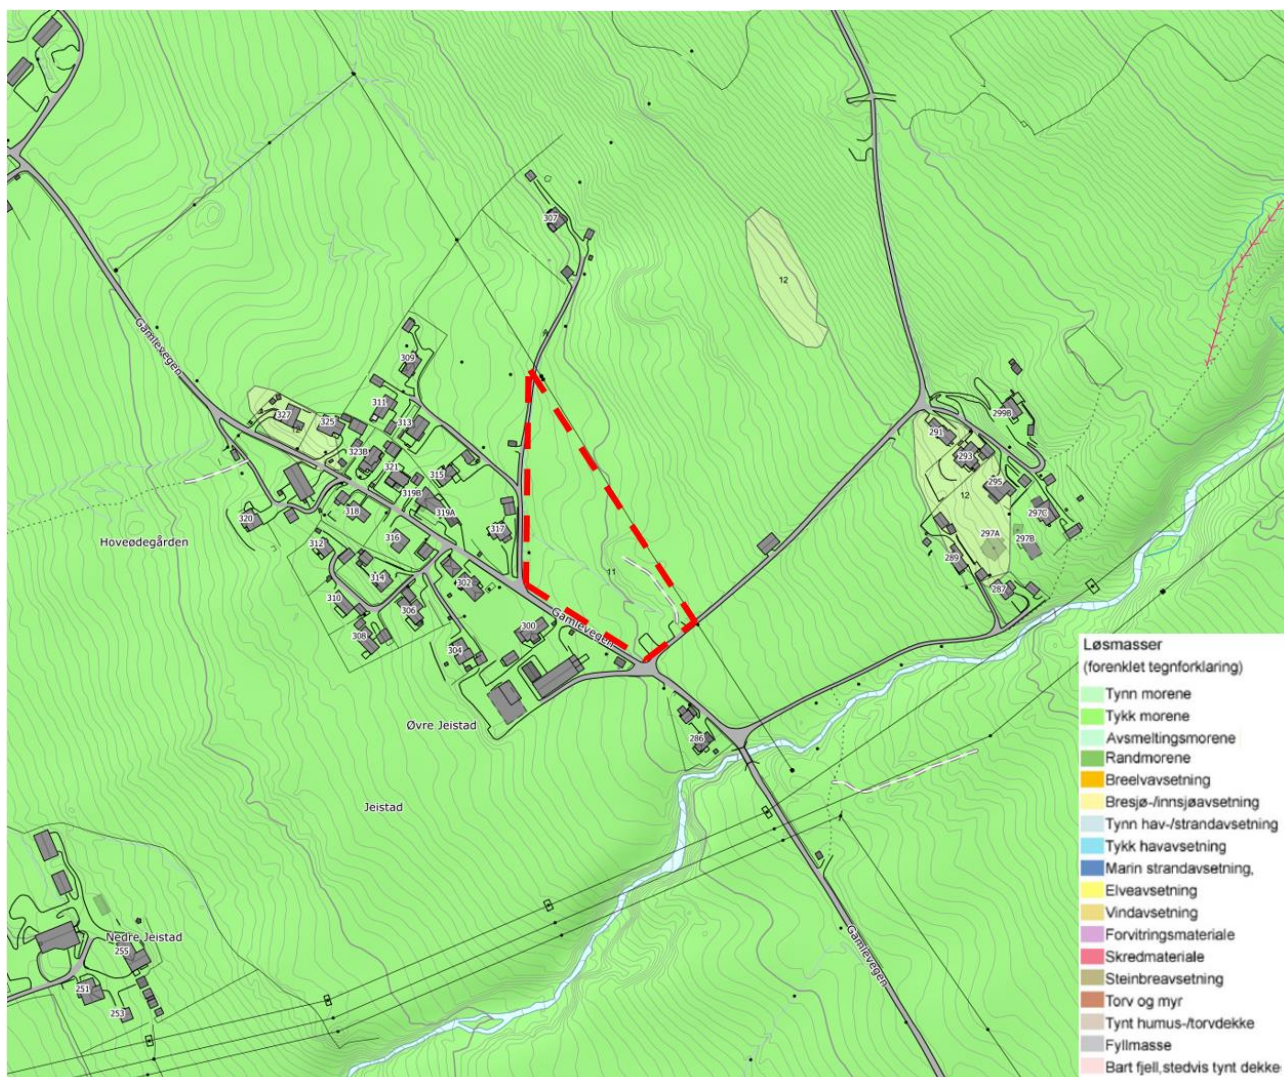 307
12
Gamlevegen
309
311
327
325
313
291
299B
293
323B
321
315
295
319B
319A
12
297C
320
318
317
297A
297B
Hoveødegården
316
312
289
11
314
302
287
310
306
Gamlevegen
300
308
304
Løsmasser
(forenklet tegnforklaring)
Tynn morene
Tykk morene
Avsmeltingsmorene
Randmorene
Breelvavsetning
Bresjø-/innsjøavsetning
Tynn hav-/strandavsetning
Tykk havavsetning
Marin strandavsetning,
Elveavsetning
Vindavsetning
Forvitringsmateriale
Skredmateriale
Steinbreavsetning
Torv og myr
Tynt humus-/torvdekke
Fyllmasse
Bart fjell,stedvis tynt dekke
Øvre Jeistad
286
Jeistad
Nedre Jeistad
255
Gamlevegen
251
253